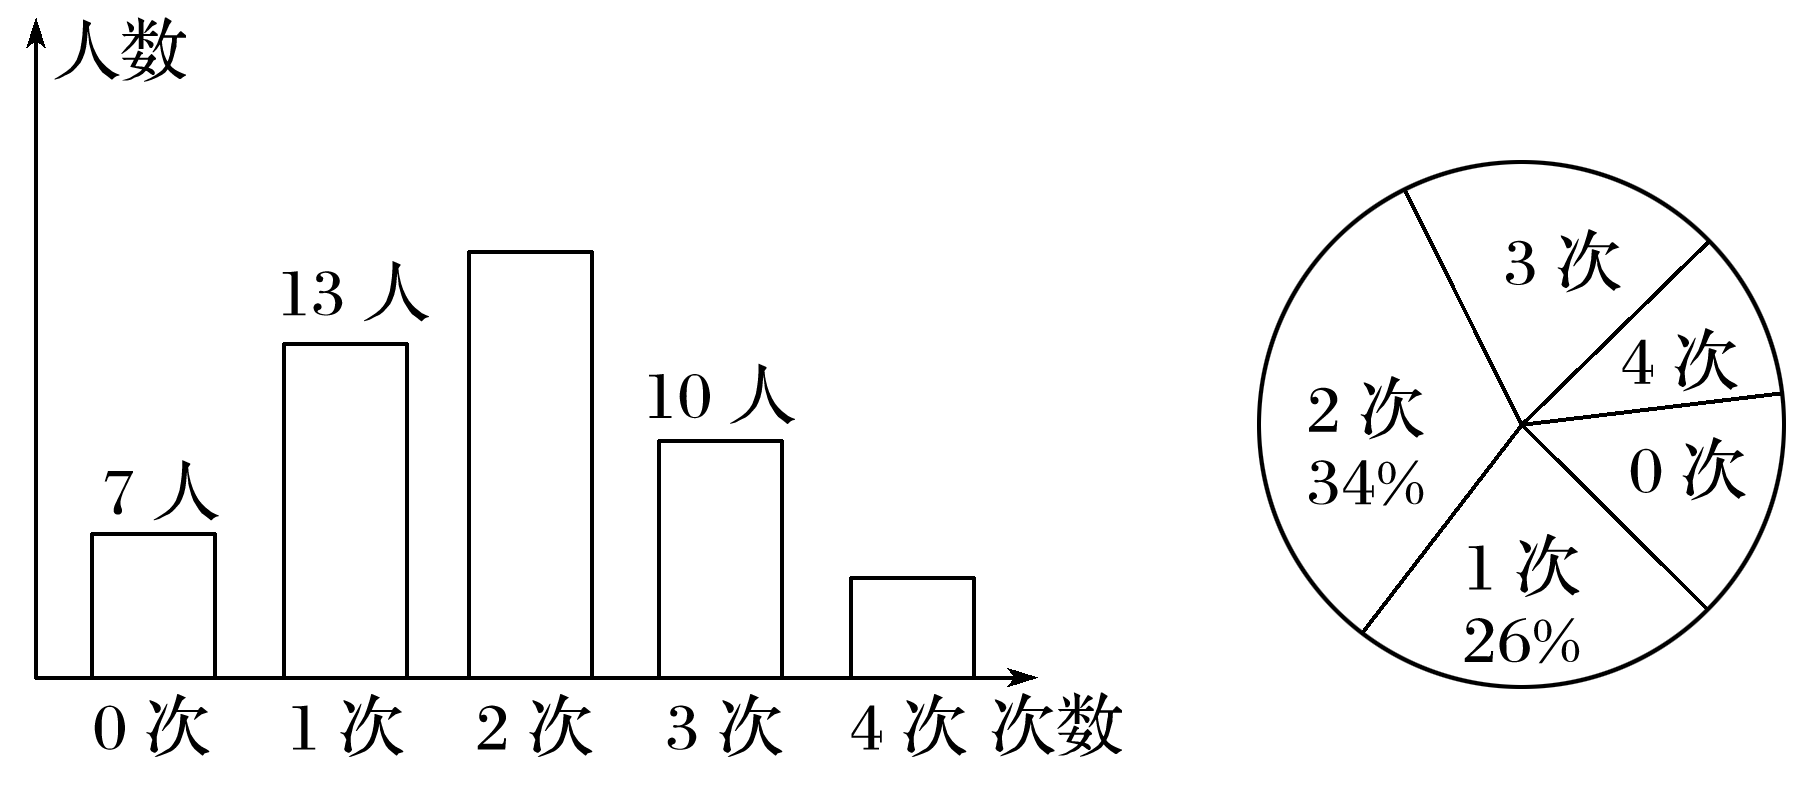 人数
13 人
10 人
7 人
0 次
1 次
2 次
3 次
4 次
次数
3 次
4 次
2 次
34%
0 次
1 次
26%